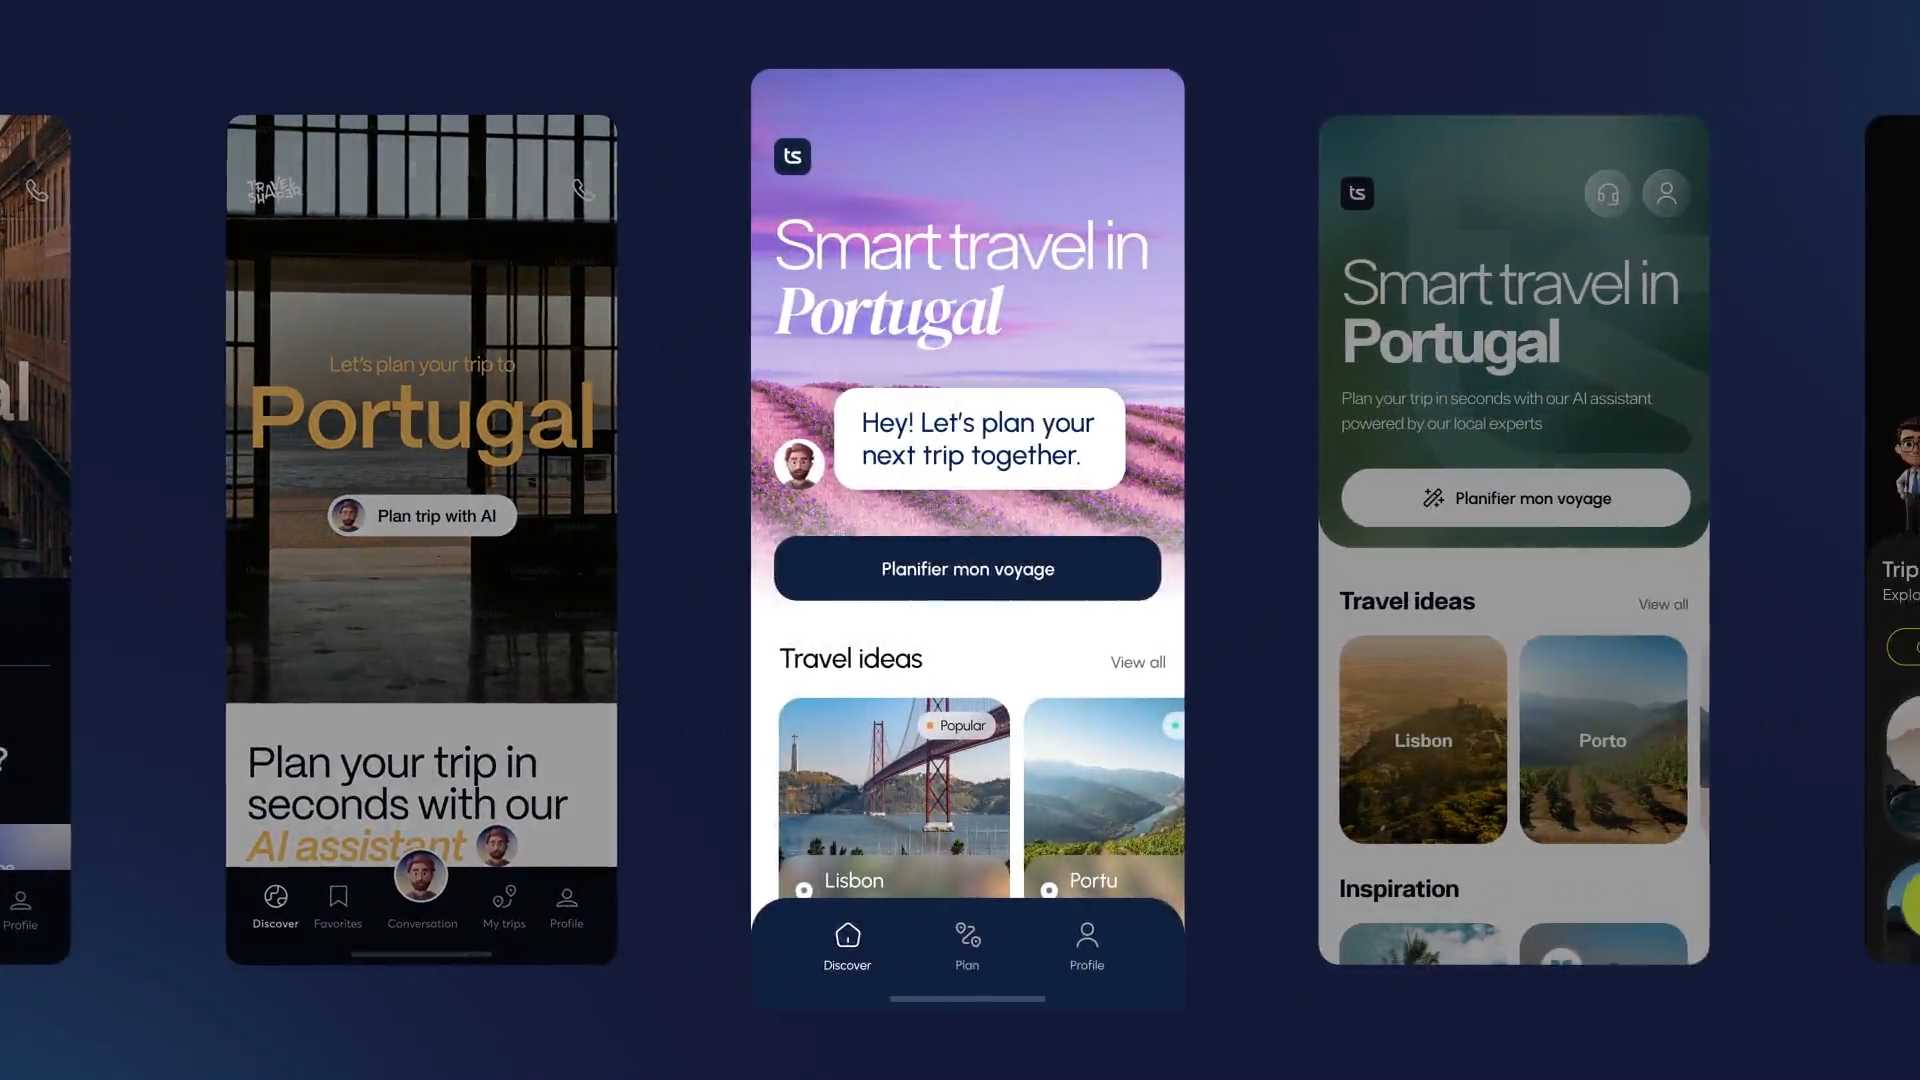 al
?
Profile
TRAVEL
SHAPER
Let's plan your trip to
Portugal
Plan trip with AI
Plan your trip in
seconds with our
AI assistant
Discover
Favorites
Conversation
My trips
Profile
ts
Smart travel in
Portugal
Hey! Let's plan your
next trip together.
Planifier mon voyage
Travel ideas
View all
Popular
Lisbon
Portu
Discover
Plan
Profile
ts
Smart travel in
Portugal
Plan your trip in seconds with our AI assistant
powered by our local experts
Planifier mon voyage
Travel ideas
View all
Lisbon
Porto
Inspiration
Trip
Explo